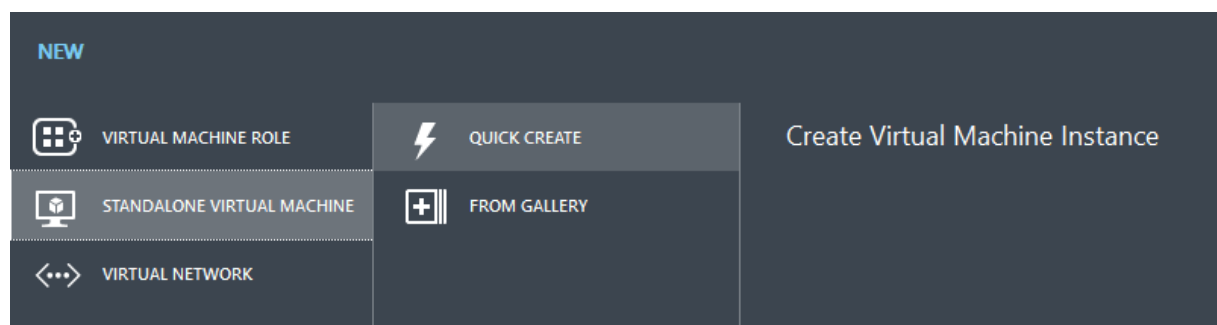 NEW
VIRTUAL MACHINE ROLE
STANDALONE VIRTUAL MACHINE
VIRTUAL NETWORK
QUICK CREATE
FROM GALLERY
Create Virtual Machine Instance